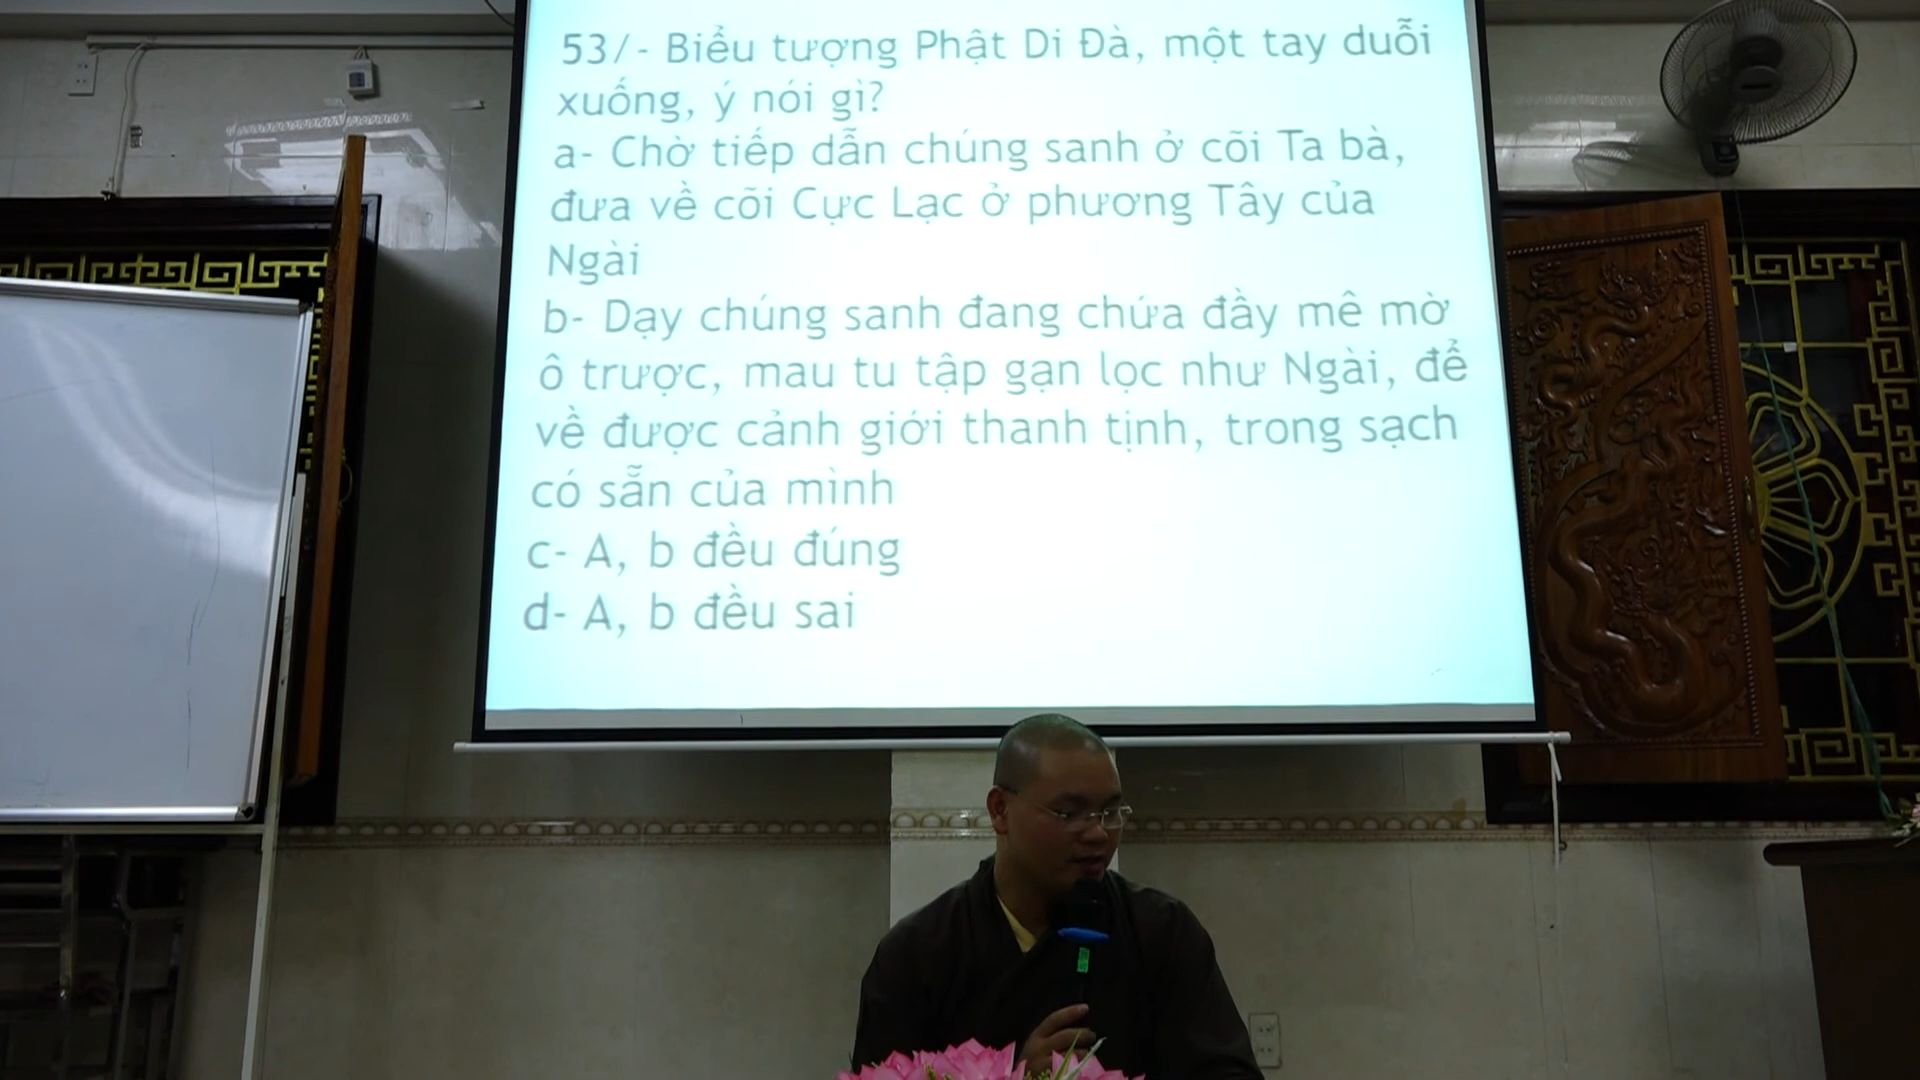 53/- Biểu tượng Phật Di Đà, một tay duỗi
xuống, ý nói gì?
a- Chờ tiếp dẫn chúng sanh ở cõi Ta bà,
đưa về cõi Cực Lạc ở phương Tây của
Ngài
b- Dạy chúng sanh đang chứa đầy mê mờ
ô trược, mau tu tập gạn lọc như Ngài, để
về được cảnh giới thanh tịnh, trong sạch
có sẵn của mình
c- A, b đều đúng
d- A, b đều sai